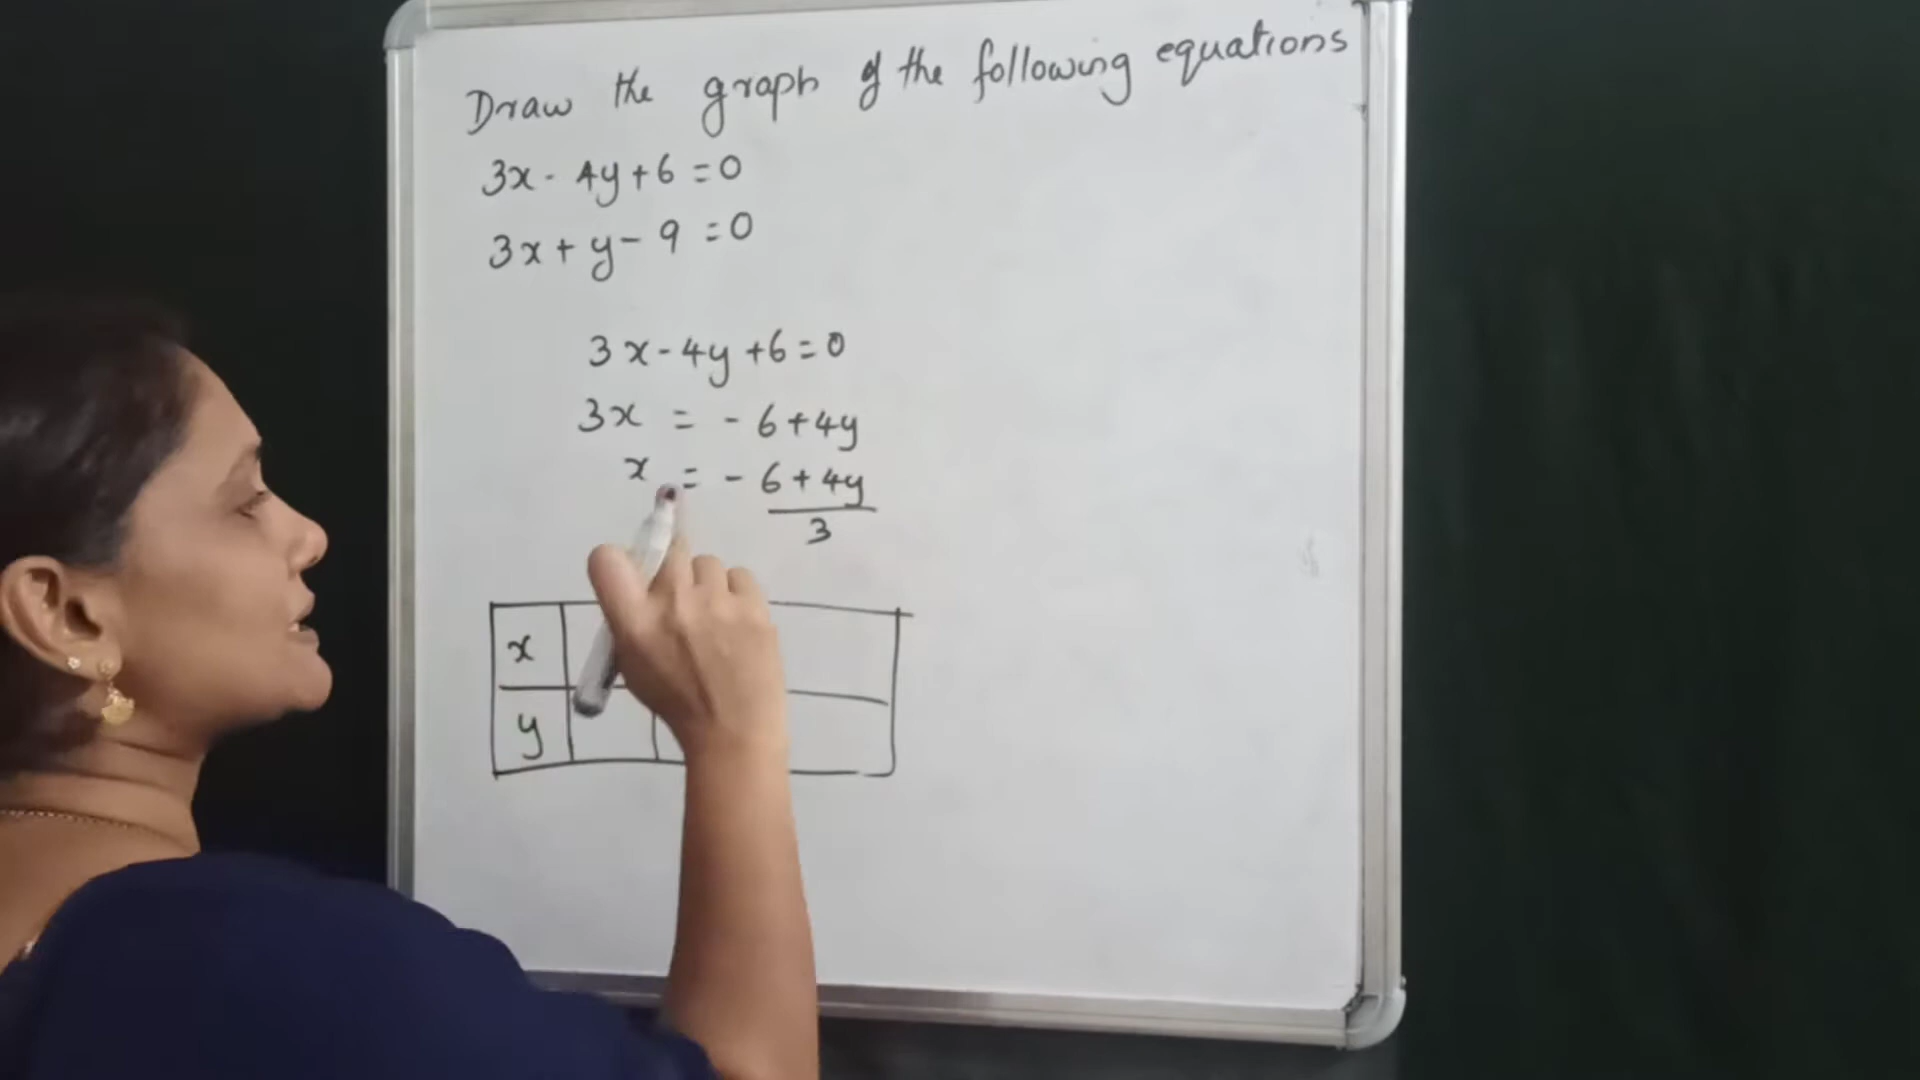 Draw the graph of the following equations
3x - 4y + 6 = 0
3x + y - 9 = 0
3x - 4y + 6 = 0
3x = - 6 + 4y
x = - 6 + 4y
3
x
y